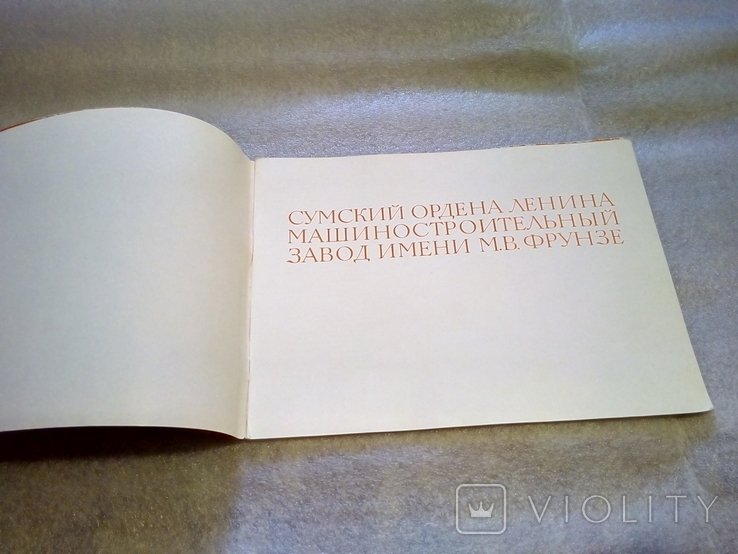 СУМСКИЙ ОРДЕНА ЛЕНИНА
МАШИНОСТРОИТЕЛЬНЫЙ
ЗАВОД ИМЕНИ М.В. ФРУНЗЕ
VIOLITY